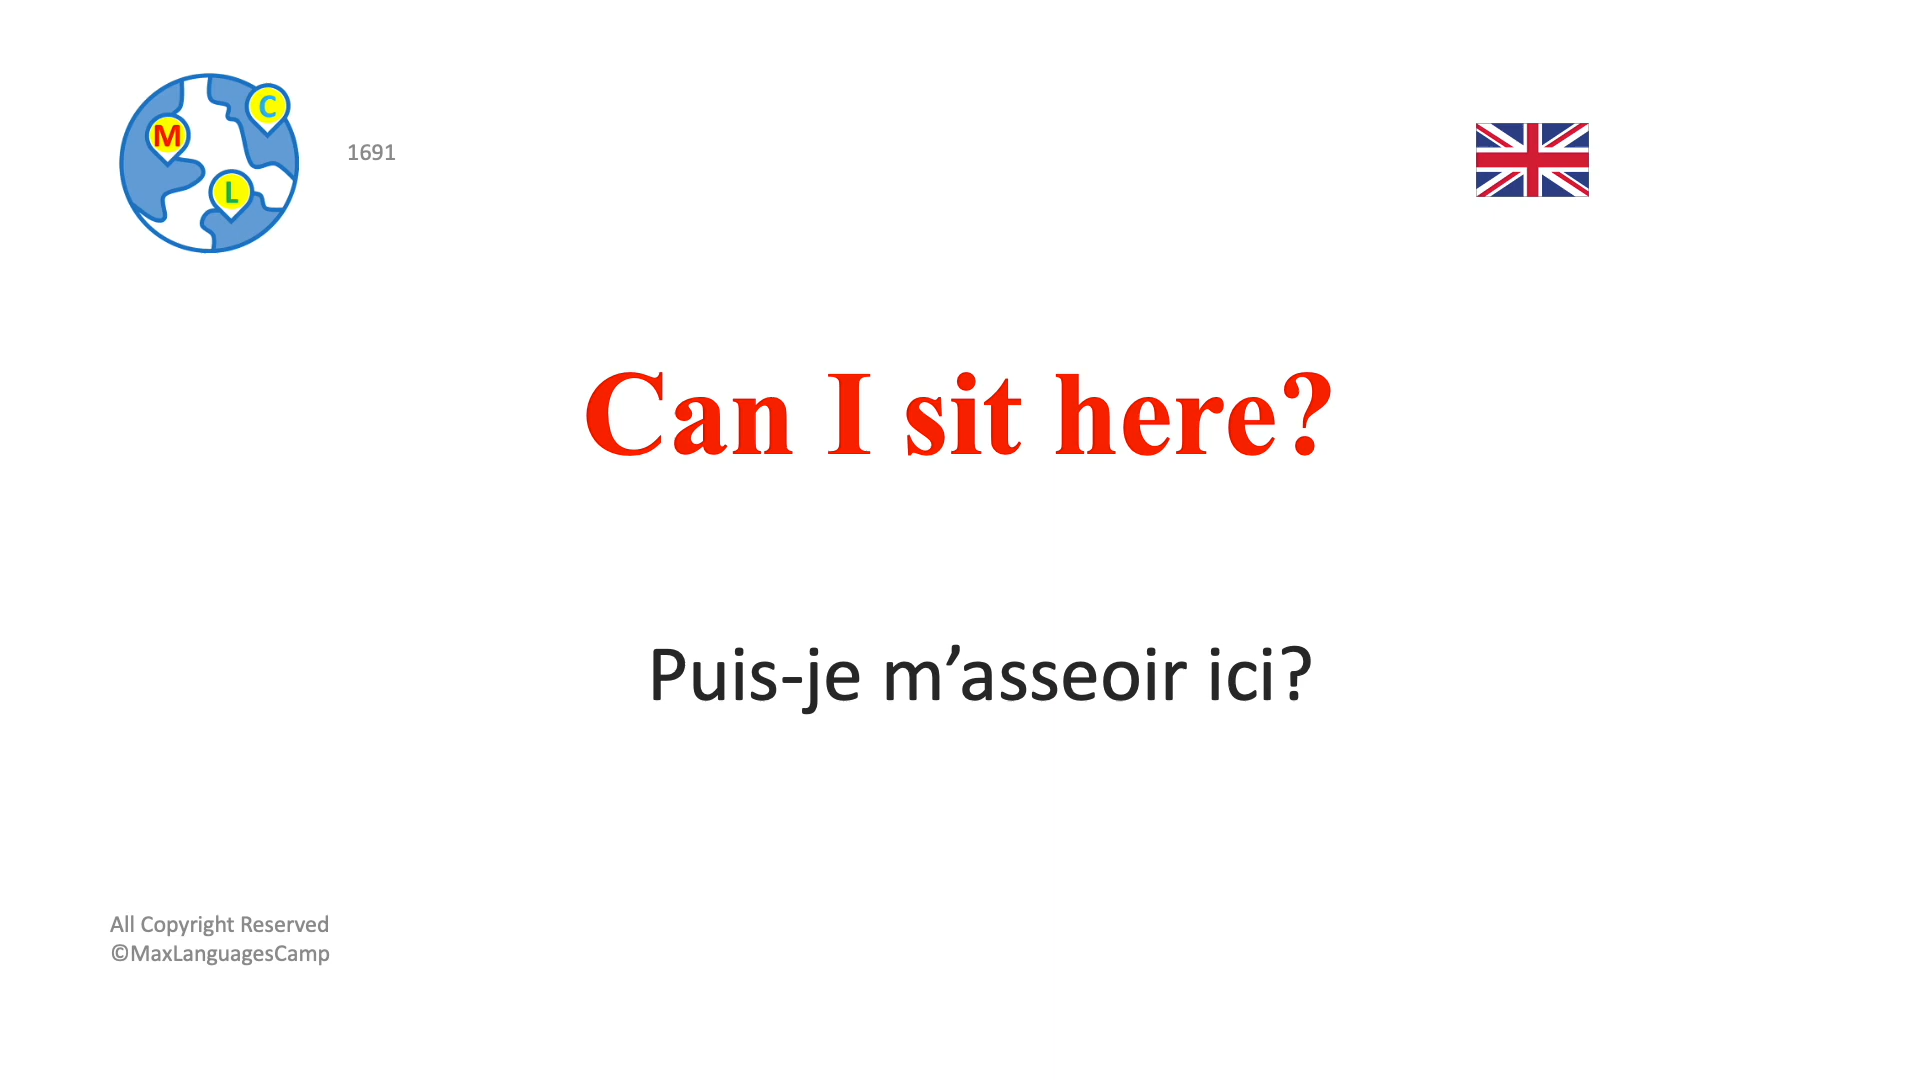 M
C
L
1691
Can I sit here?
Puis-je m’asseoir ici?
All Copyright Reserved
©MaxLanguagesCamp